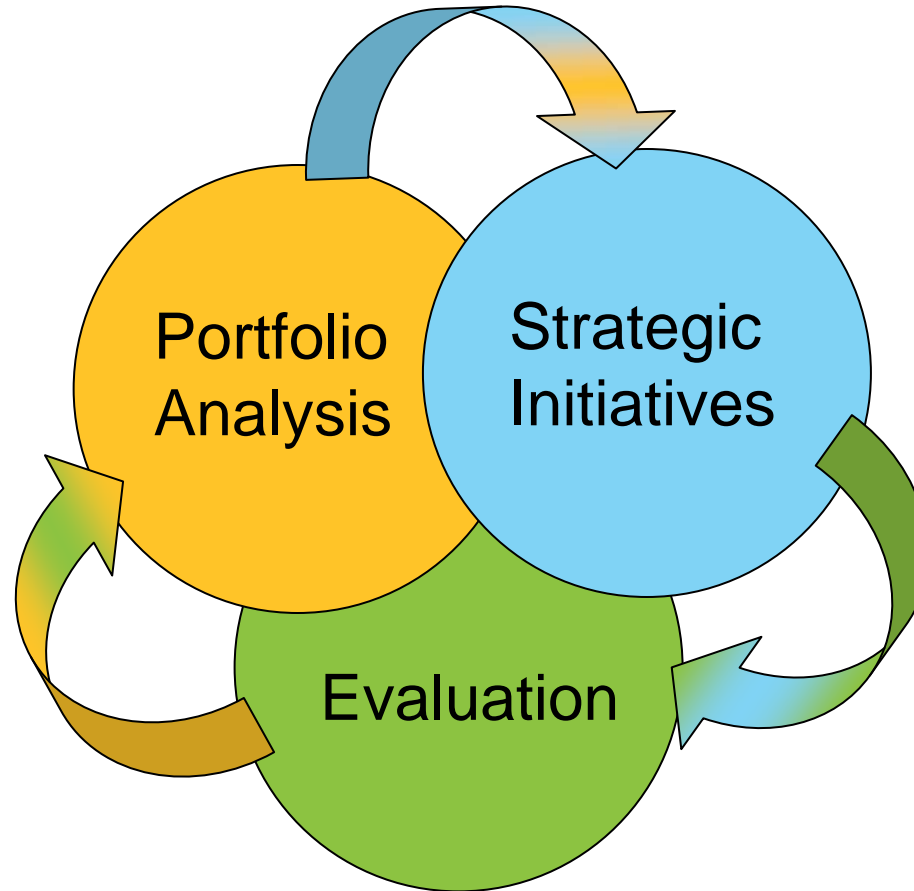 Portfolio
Analysis
Strategic
Initiatives
Evaluation